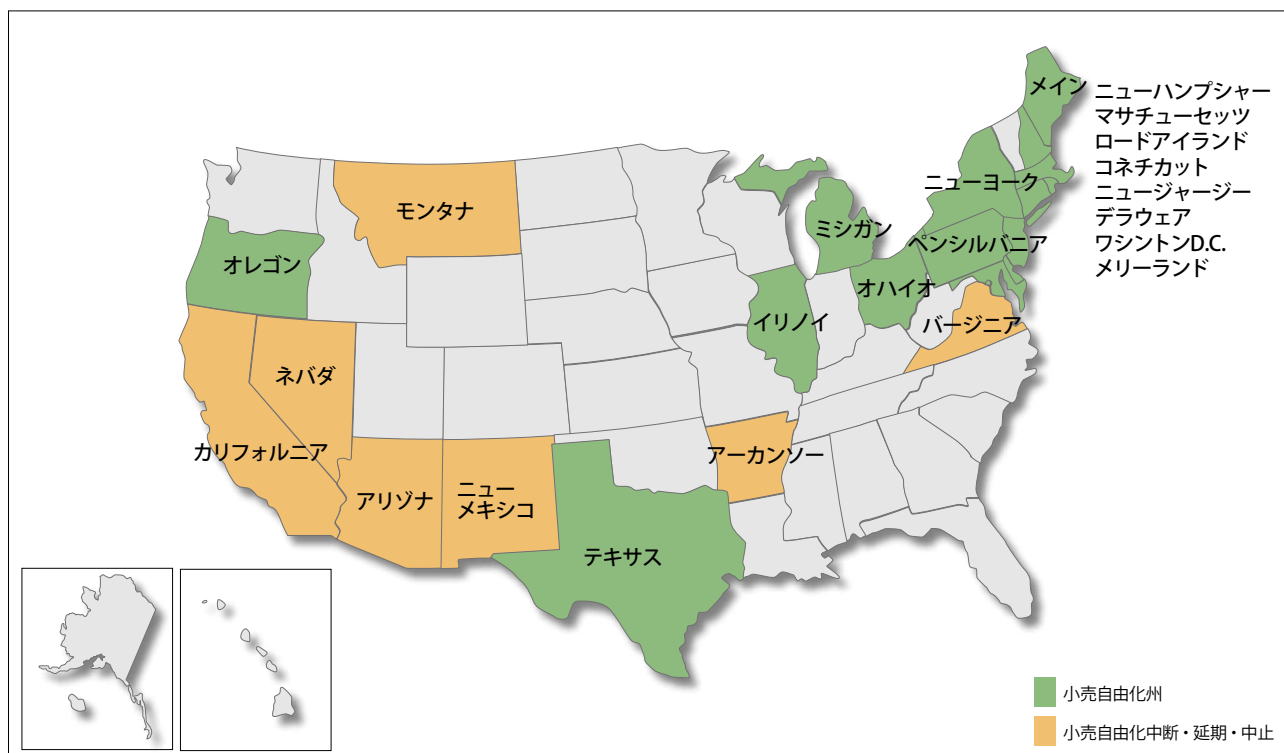 メイン
ニューハンプシャー
マサチューセッツ
ロードアイランド
コネチカット
ニュージャージー
デラウェア
ワシントンD.C.
メリーランド
ニューヨーク
モンタナ
ミシガン
ペンシルバニア
オレゴン
オハイオ
イリノイ
バージニア
ネバダ
カリフォルニア
アーカンソー
アリゾナ
ニュー
メキシコ
テキサス
小売自由化州
小売自由化中断・延期・中止